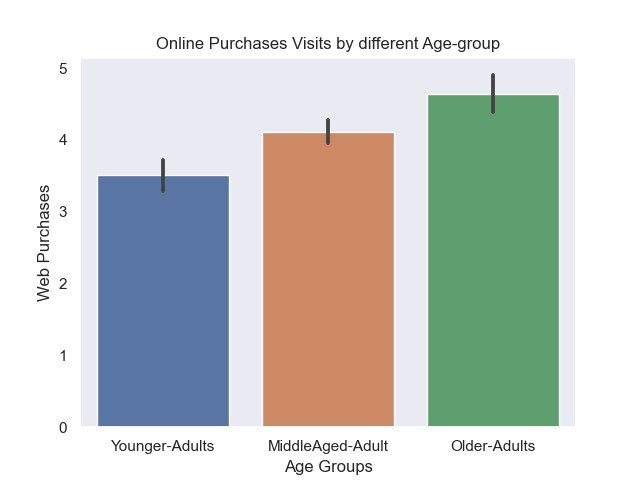 Online Purchases Visits by different Age-group
5
4
3
2
1
0
Web Purchases
Younger-Adults
MiddleAged-Adult
Older-Adults
Age Groups